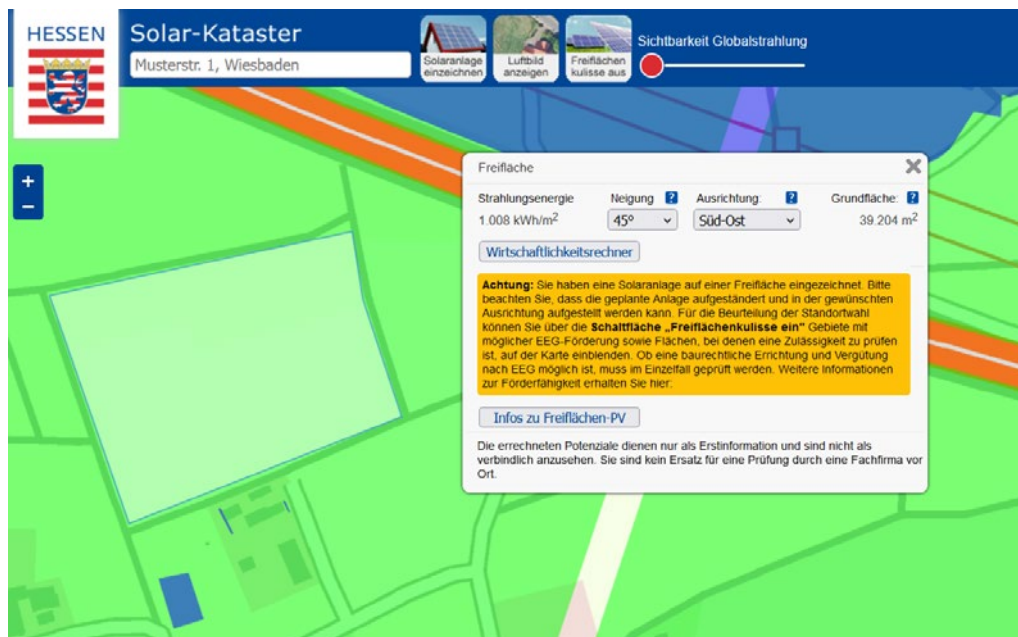 HESSEN
Solar-Kataster
Musterstr. 1, Wiesbaden
Solaranlage
einzeichnen
Luftbild
anzeigen
Freiflächen
kulisse aus
Sichtbarkeit Globalstrahlung
+
−
Freifläche
Strahlungsenergie Neigung ? Ausrichtung: ? Grundfläche: ?
1.008 kWh/m² 45° Süd-Ost 39.204 m²
Wirtschaftlichkeitsrechner
Achtung: Sie haben eine Solaranlage auf einer Freifläche eingezeichnet. Bitte
beachten Sie, dass die geplante Anlage aufgeständert und in der gewünschten
Ausrichtung aufgestellt werden kann. Für die Beurteilung der Standortwahl
können Sie über die Schaltfläche „Freiflächenkulisse ein" Gebiete mit
möglicher EEG-Förderung sowie Flächen, bei denen eine Zulässigkeit zu prüfen
ist, auf der Karte einblenden. Ob eine baurechtliche Errichtung und Vergütung
nach EEG möglich ist, muss im Einzelfall geprüft werden. Weitere Informationen
zur Förderfähigkeit erhalten Sie hier:
Infos zu Freiflächen-PV
Die errechneten Potenziale dienen nur als Erstinformation und sind nicht als
verbindlich anzusehen. Sie sind kein Ersatz für eine Prüfung durch eine Fachfirma vor
Ort.